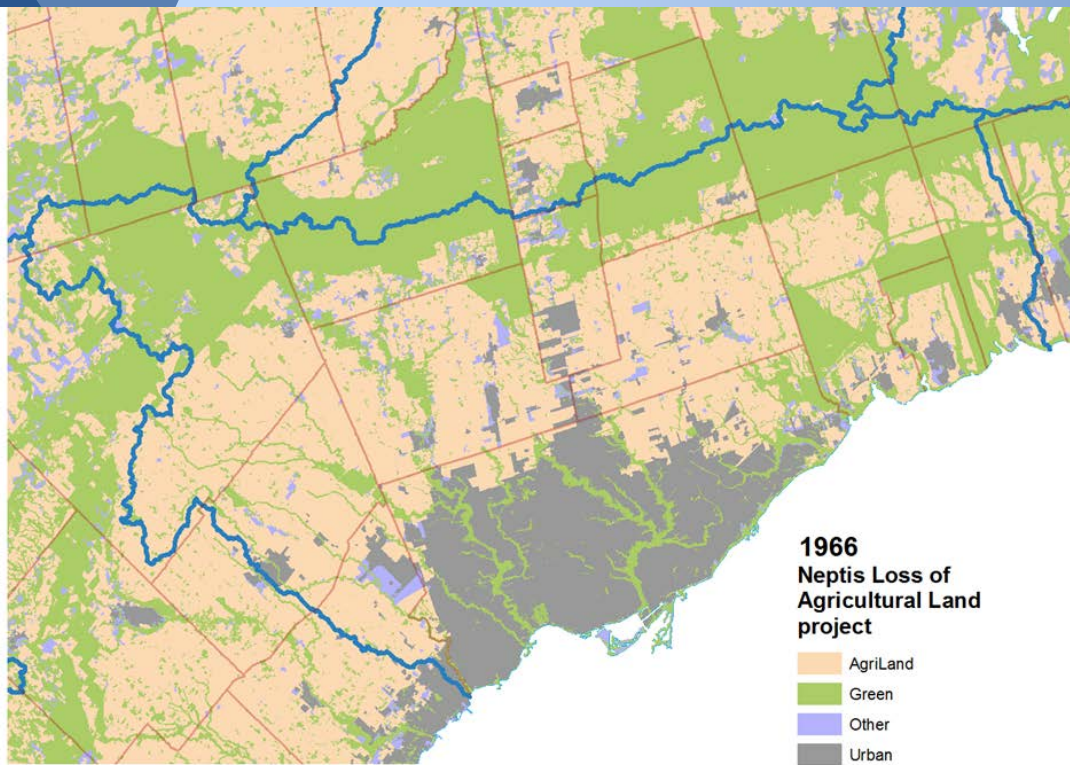 1966
Neptis Loss of
Agricultural Land
project
AgriLand
Green
Other
Urban